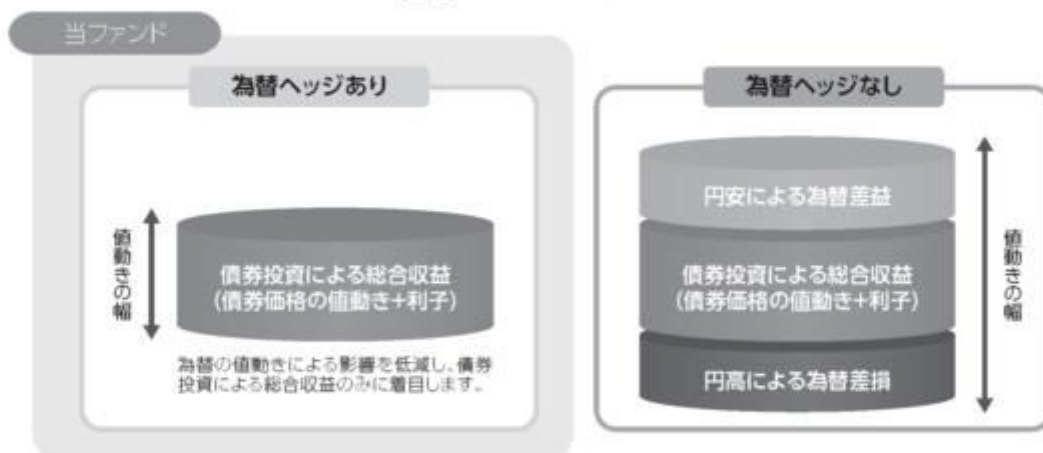 当ファンド
為替ヘッジあり
値動きの幅
債券投資による総合収益
(債券価格の値動き+利子)
為替の値動きによる影響を低減し、債券
投資による総合収益のみに着目します。
為替ヘッジなし
円安による為替差益
債券投資による総合収益
(債券価格の値動き+利子)
円高による為替差損
値動きの幅